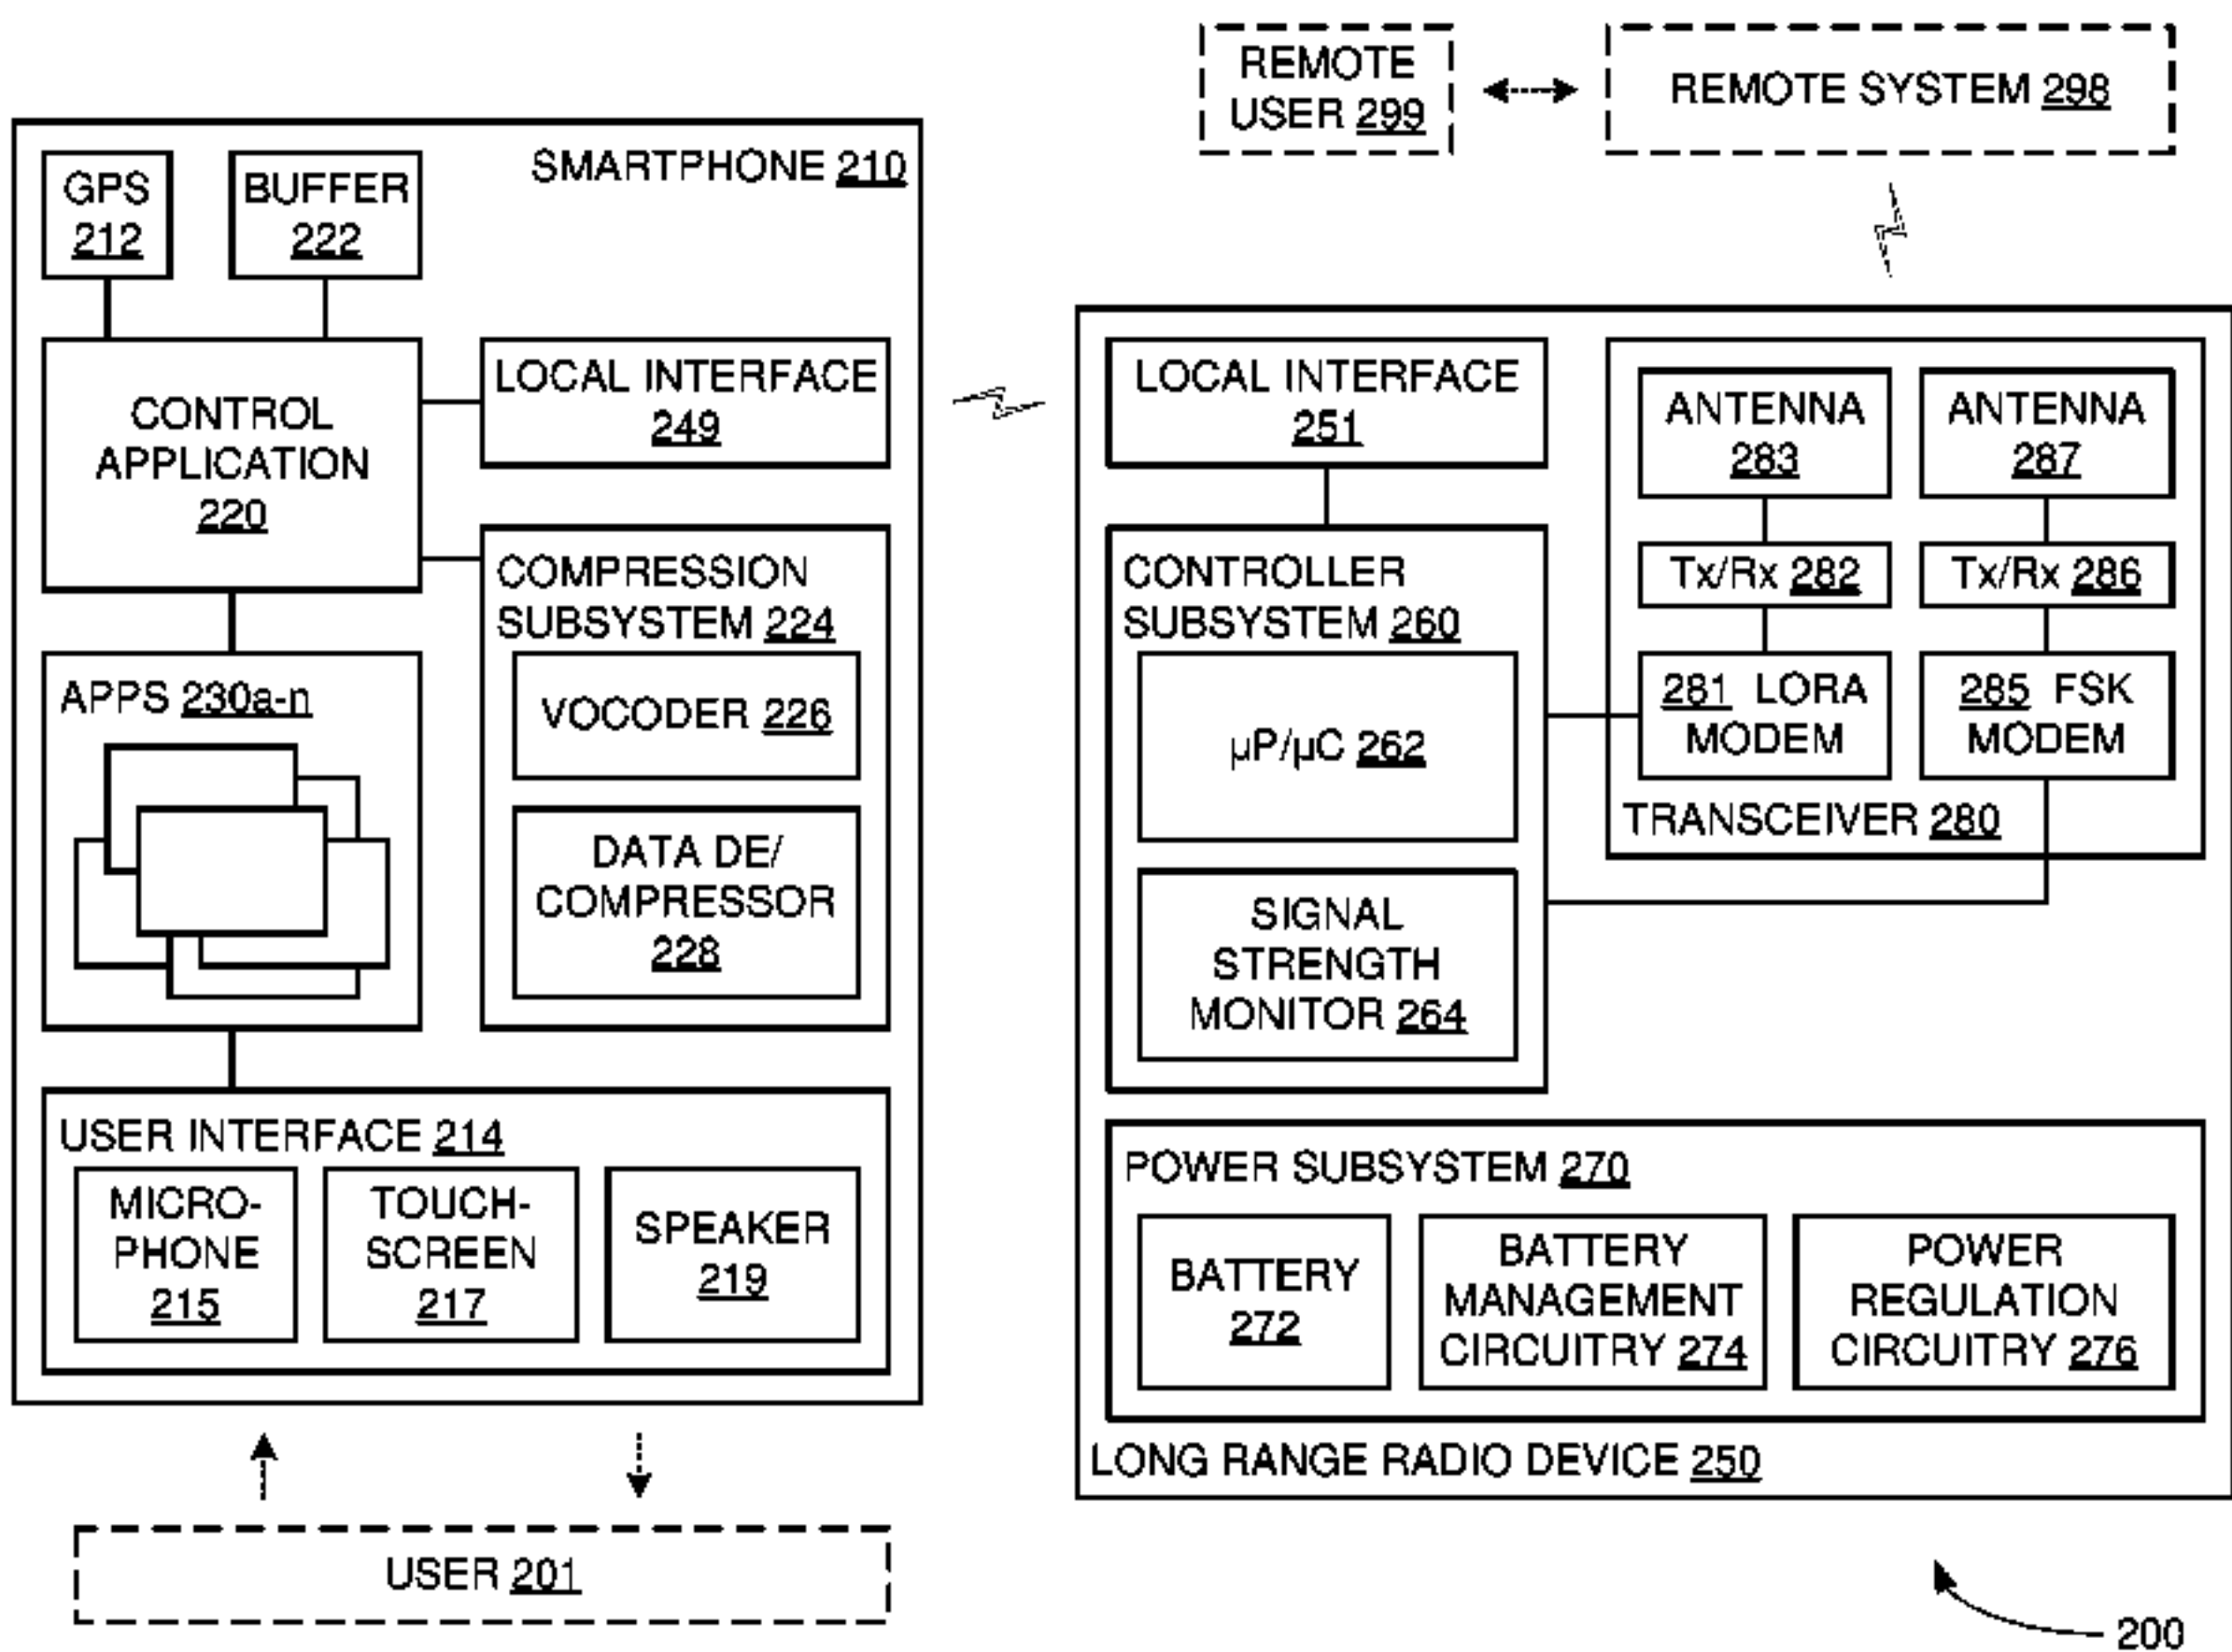 REMOTE
USER 299
REMOTE SYSTEM 298
SMARTPHONE 210
GPS
212
BUFFER
222
CONTROL
APPLICATION
220
LOCAL INTERFACE
249
COMPRESSION
SUBSYSTEM 224
VOCODER 226
DATA DE/
COMPRESSOR
228
APPS 230a-n
USER INTERFACE 214
MICRO-
PHONE
215
TOUCH-
SCREEN
217
SPEAKER
219
USER 201
LOCAL INTERFACE
251
CONTROLLER
SUBSYSTEM 260
µP/µC 262
SIGNAL
STRENGTH
MONITOR 264
ANTENNA
283
ANTENNA
287
Tx/Rx 282
Tx/Rx 286
281 LORA
MODEM
285 FSK
MODEM
TRANSCEIVER 280
POWER SUBSYSTEM 270
BATTERY
272
BATTERY
MANAGEMENT
CIRCUITRY 274
POWER
REGULATION
CIRCUITRY 276
LONG RANGE RADIO DEVICE 250
200